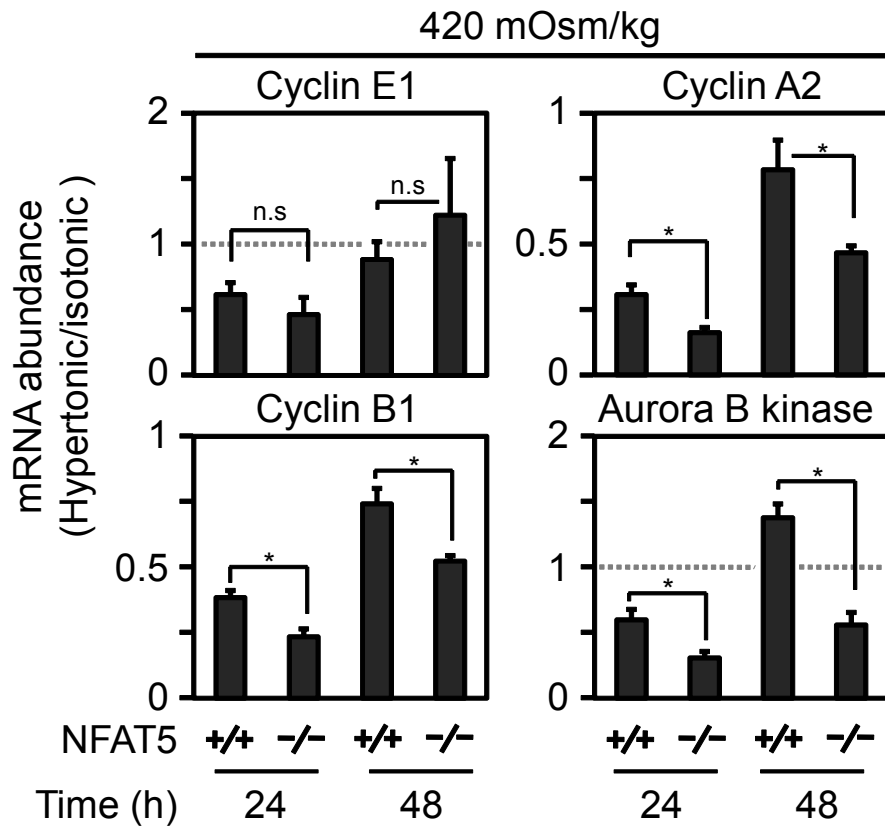 420 mOsm/kg
Cyclin E1
Cyclin A2
mRNA abundance
(Hypertonic/isotonic )
2
1
0
n.s
n.s
1
0.5
0
*
*
Cyclin B1
Aurora B kinase
1
0.5
0
*
*
2
1
0
*
*
NFAT5 +/+ −/− +/+ −/− +/+ −/− +/+ −/−
Time (h) 24 48 24 48